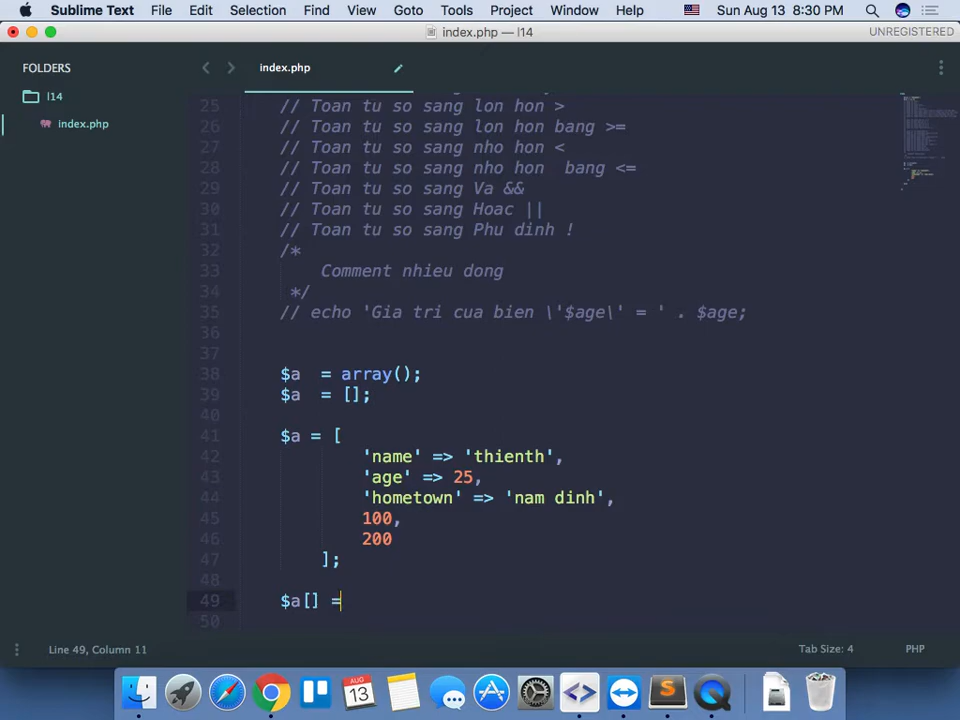 Sublime Text File Edit Selection Find View Goto Tools Project Window Help Sun Aug 13 8:30 PM
index.php — l14 UNREGISTERED
FOLDERS
l14
index.php
index.php
25 // Toan tu so sang lon hon >
26 // Toan tu so sang lon hon bang >=
27 // Toan tu so sang nho hon <
28 // Toan tu so sang nho hon  bang <=
29 // Toan tu so sang Va &&
30 // Toan tu so sang Hoac ||
31 // Toan tu so sang Phu dinh !
32 /*
33 Comment nhieu dong
34 */
35 // echo 'Gia tri cua bien \'$age\' = ' . $age;
36
37
38 $a  = array();
39 $a  = [];
40
41 $a = [
42 'name' => 'thienth',
43 'age' => 25,
44 'hometown' => 'nam dinh',
45 100,
46 200
47 ];
48
49 $a[] =
50
Line 49, Column 11 Tab Size: 4 PHP
AUG
13